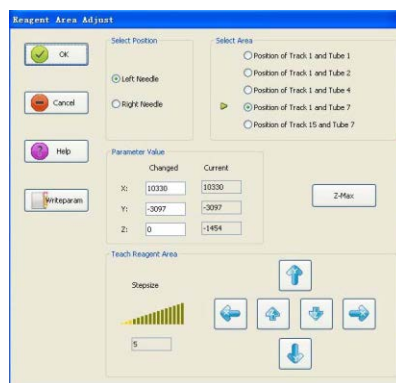 Reagent Area Adjust
OK
Cancel
Help
Writeparam
Select Position
Left Needle
Right Needle
Select Area
Position of Track 1 and Tube 1
Position of Track 1 and Tube 2
Position of Track 1 and Tube 4
Position of Track 1 and Tube 7
Position of Track 15 and Tube 7
Parameter Value
Changed Current
X: 10330 10330
Y: -3097 -3097
Z: 0 -1454
Z-Max
Teach Reagent Area
Stepsize
5